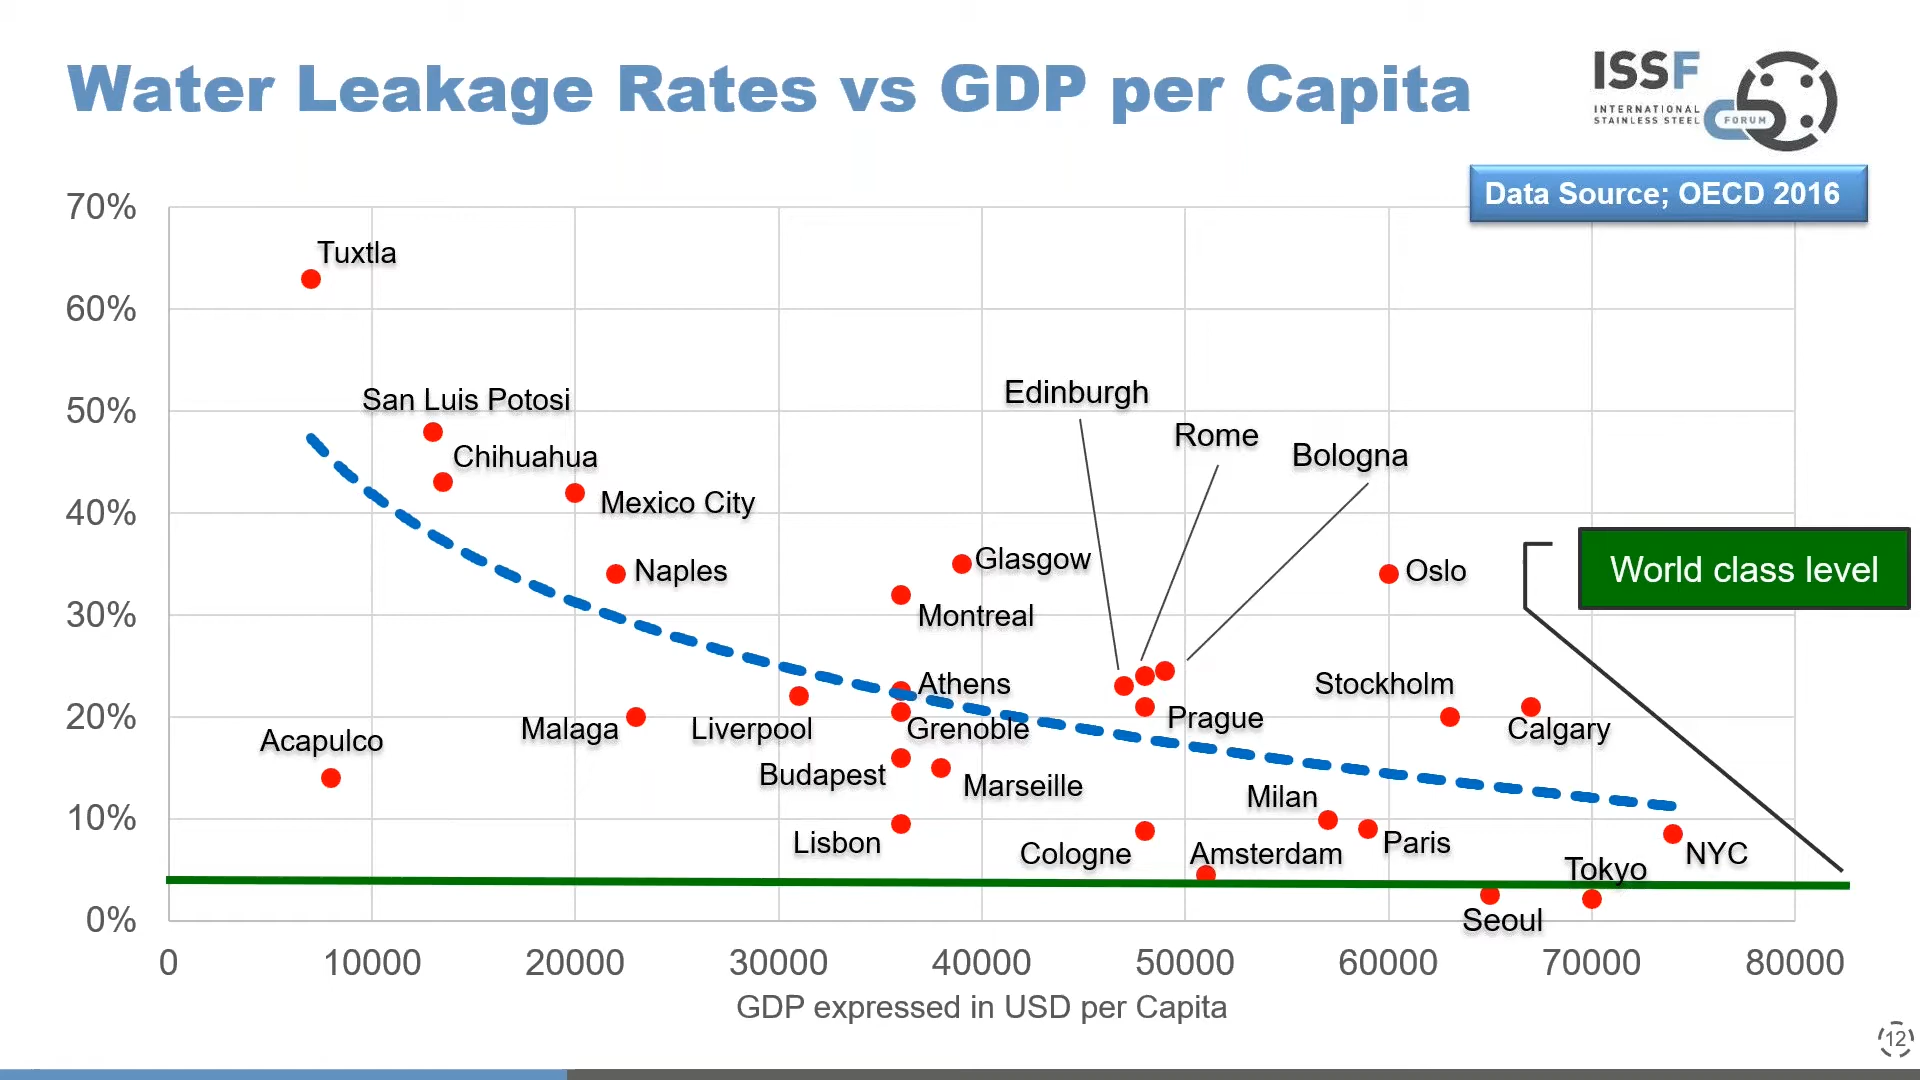 Water Leakage Rates vs GDP per Capita
ISSF
INTERNATIONAL
STAINLESS STEEL
FORUM
Data Source; OECD 2016
70%
60%
50%
40%
30%
20%
10%
0%
Tuxtla
San Luis Potosi
Chihuahua
Mexico City
Edinburgh
Rome
Bologna
Naples
Glasgow
Montreal
Oslo
World class level
Athens
Stockholm
Acapulco
Malaga
Liverpool
Grenoble
Prague
Calgary
Budapest
Marseille
Milan
Lisbon
Cologne
Amsterdam
Paris
NYC
Tokyo
Seoul
0 10000 20000 30000 40000 50000 60000 70000 80000
GDP expressed in USD per Capita
12